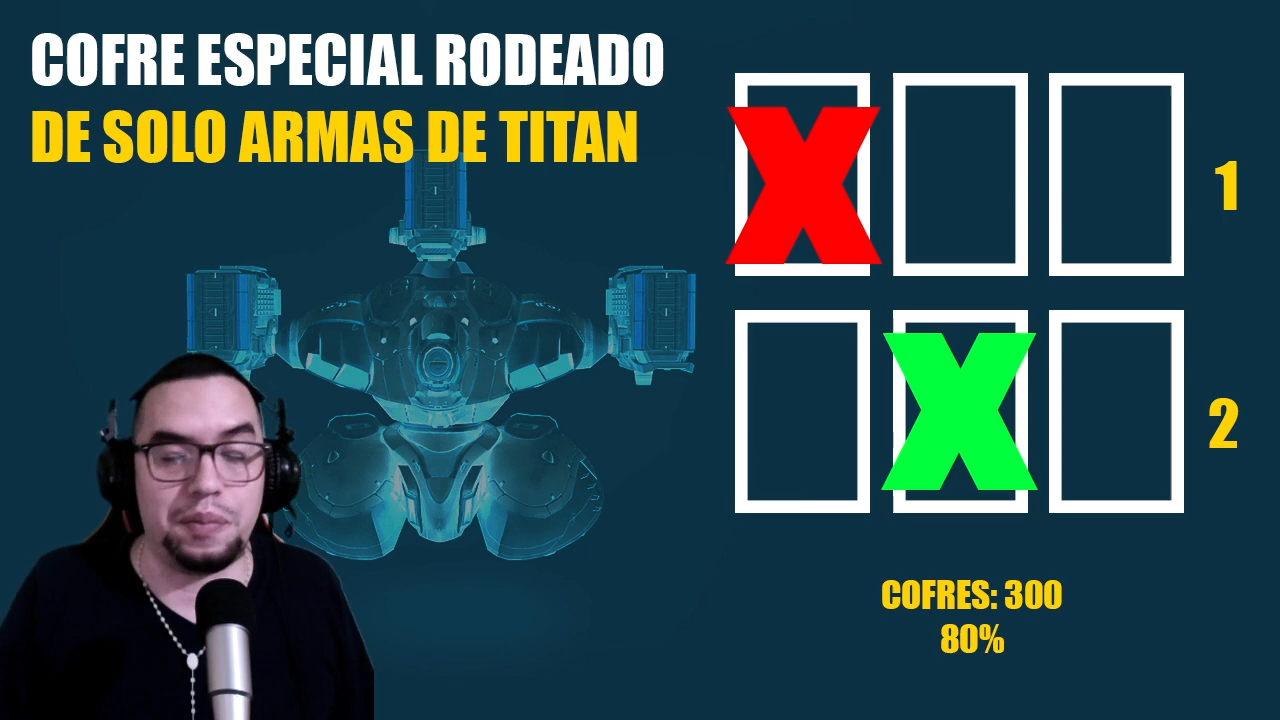 COFRE ESPECIAL RODEADO
DE SOLO ARMAS DE TITAN
X
1
X
2
COFRES: 300
80%